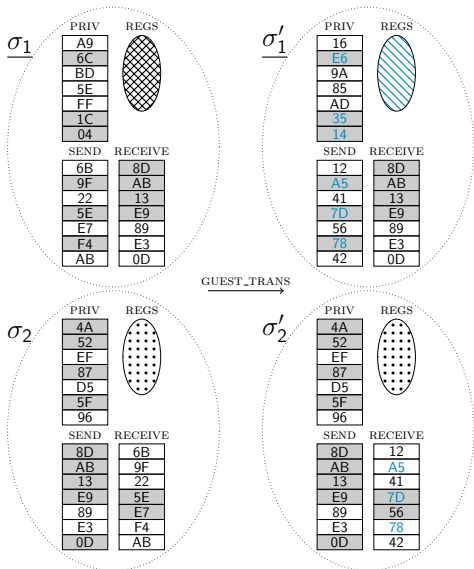 σ1
PRIV REGS
A9
6C
BD
5E
FF
1C
04
SEND RECEIVE
6B 8D
9F AB
22 13
5E E9
E7 89
F4 E3
AB 0D
σ′1
PRIV REGS
16
E6
9A
85
AD
35
14
SEND RECEIVE
12 8D
A5 AB
41 13
7D E9
56 89
78 E3
42 0D
GUEST_TRANS
σ2
PRIV REGS
4A
52
EF
87
D5
5F
96
SEND RECEIVE
8D 6B
AB 9F
13 22
E9 5E
89 E7
E3 F4
0D AB
σ′2
PRIV REGS
4A
52
EF
87
D5
5F
96
SEND RECEIVE
8D 12
AB A5
13 41
E9 7D
89 56
E3 78
0D 42